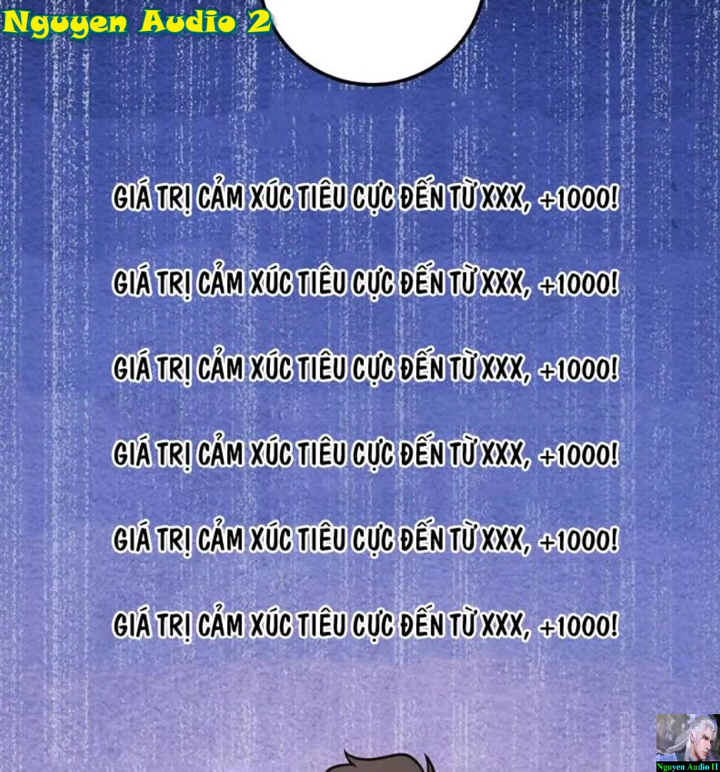 Nguyen Audio 2
GIÁ TRỊ CẢM XÚC TIÊU CỰC ĐẾN TỪ XXX, +1000!
GIÁ TRỊ CẢM XÚC TIÊU CỰC ĐẾN TỪ XXX, +1000!
GIÁ TRỊ CẢM XÚC TIÊU CỰC ĐẾN TỪ XXX, +1000!
GIÁ TRỊ CẢM XÚC TIÊU CỰC ĐẾN TỪ XXX, +1000!
GIÁ TRỊ CẢM XÚC TIÊU CỰC ĐẾN TỪ XXX, +1000!
GIÁ TRỊ CẢM XÚC TIÊU CỰC ĐẾN TỪ XXX, +1000!
Nguyen Audio II